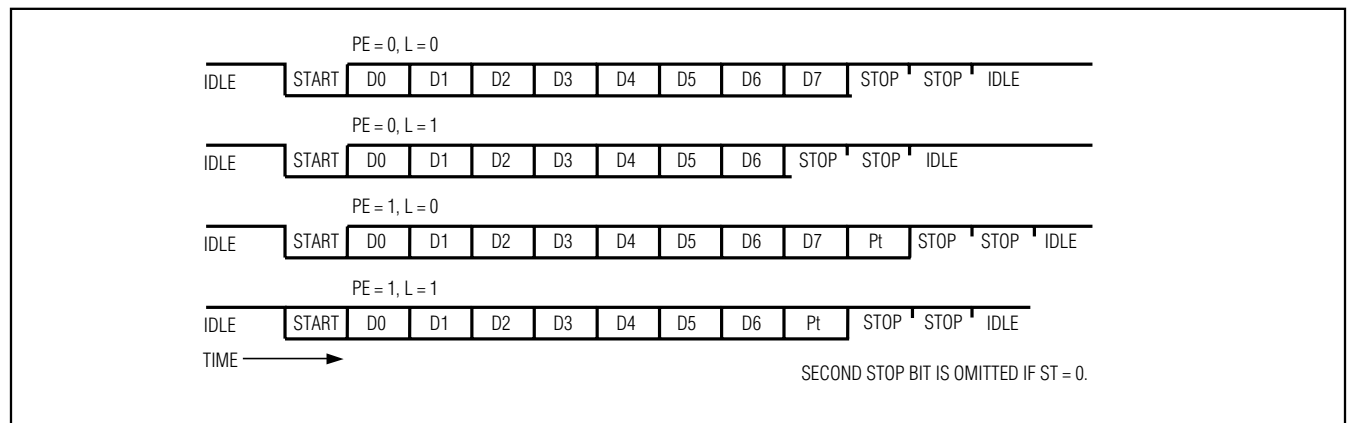 PE = 0, L = 0
IDLE START D0 D1 D2 D3 D4 D5 D6 D7 STOP STOP IDLE
PE = 0, L = 1
IDLE START D0 D1 D2 D3 D4 D5 D6 STOP STOP IDLE
PE = 1, L = 0
IDLE START D0 D1 D2 D3 D4 D5 D6 D7 Pt STOP STOP IDLE
PE = 1, L = 1
IDLE START D0 D1 D2 D3 D4 D5 D6 Pt STOP STOP IDLE
TIME
SECOND STOP BIT IS OMITTED IF ST = 0.